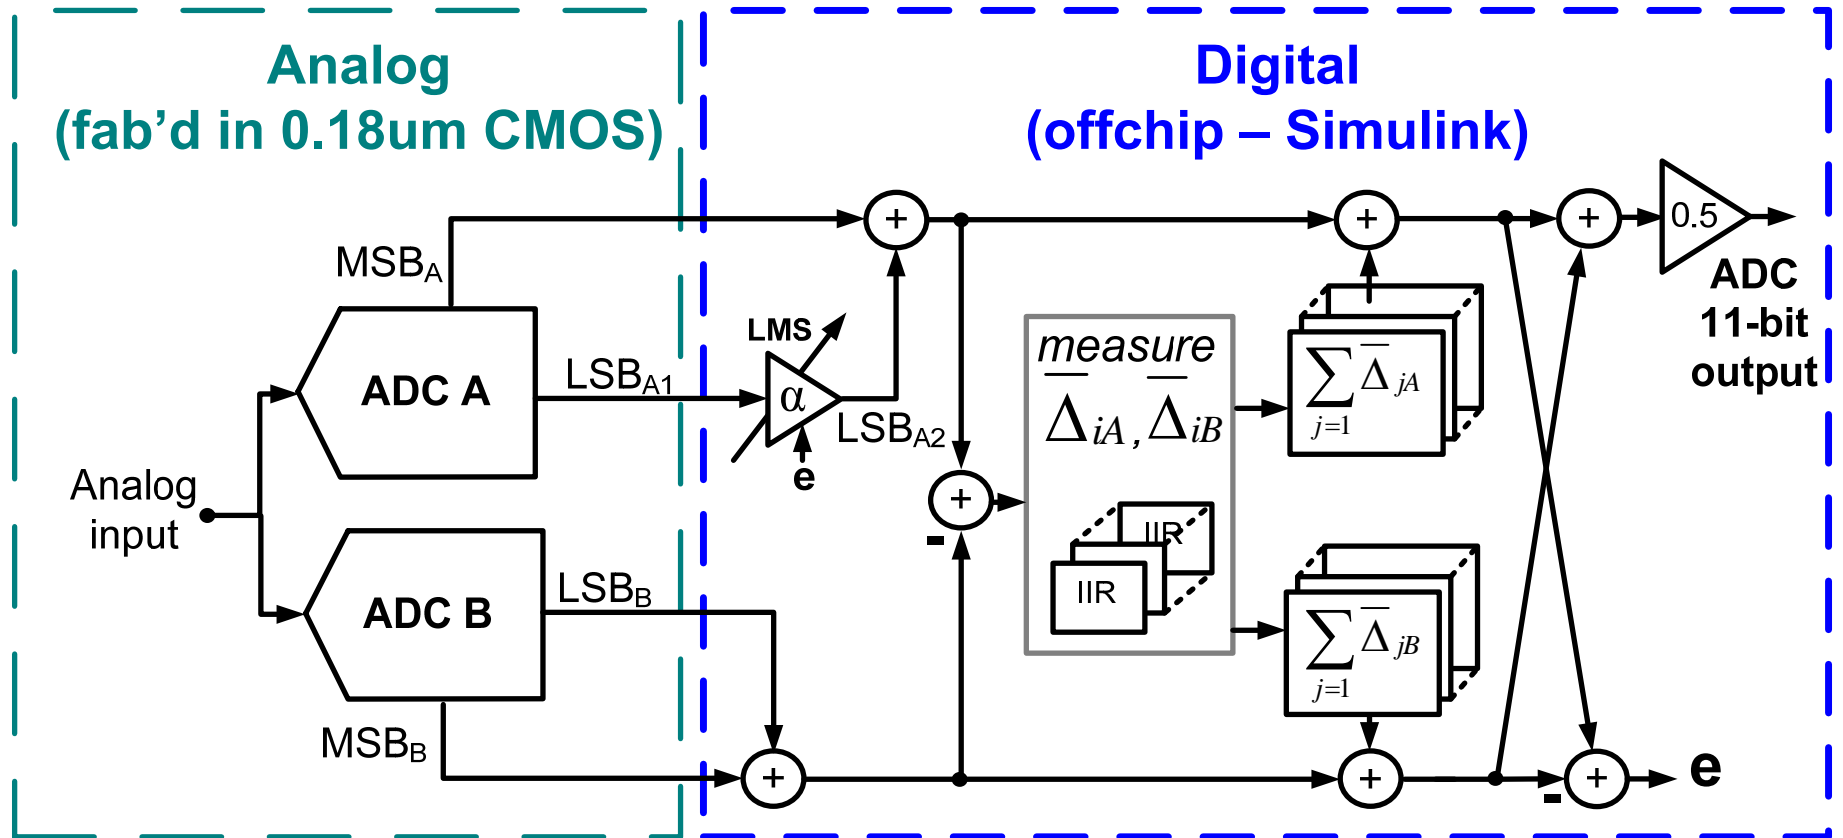 Analog
(fab’d in 0.18um CMOS)
Digital
(offchip – Simulink)
MSBA
+
+
+
0.5
ADC
11-bit
output
LMS
ADC A
LSBA1
α
LSBA2
e
measure
Δ̅iA, Δ̅iB
∑ Δ̅jA
j=1
Analog
input
+
-
IIR
IIR
ADC B
LSBB
∑ Δ̅jB
j=1
MSBB
+
+
-
+
e